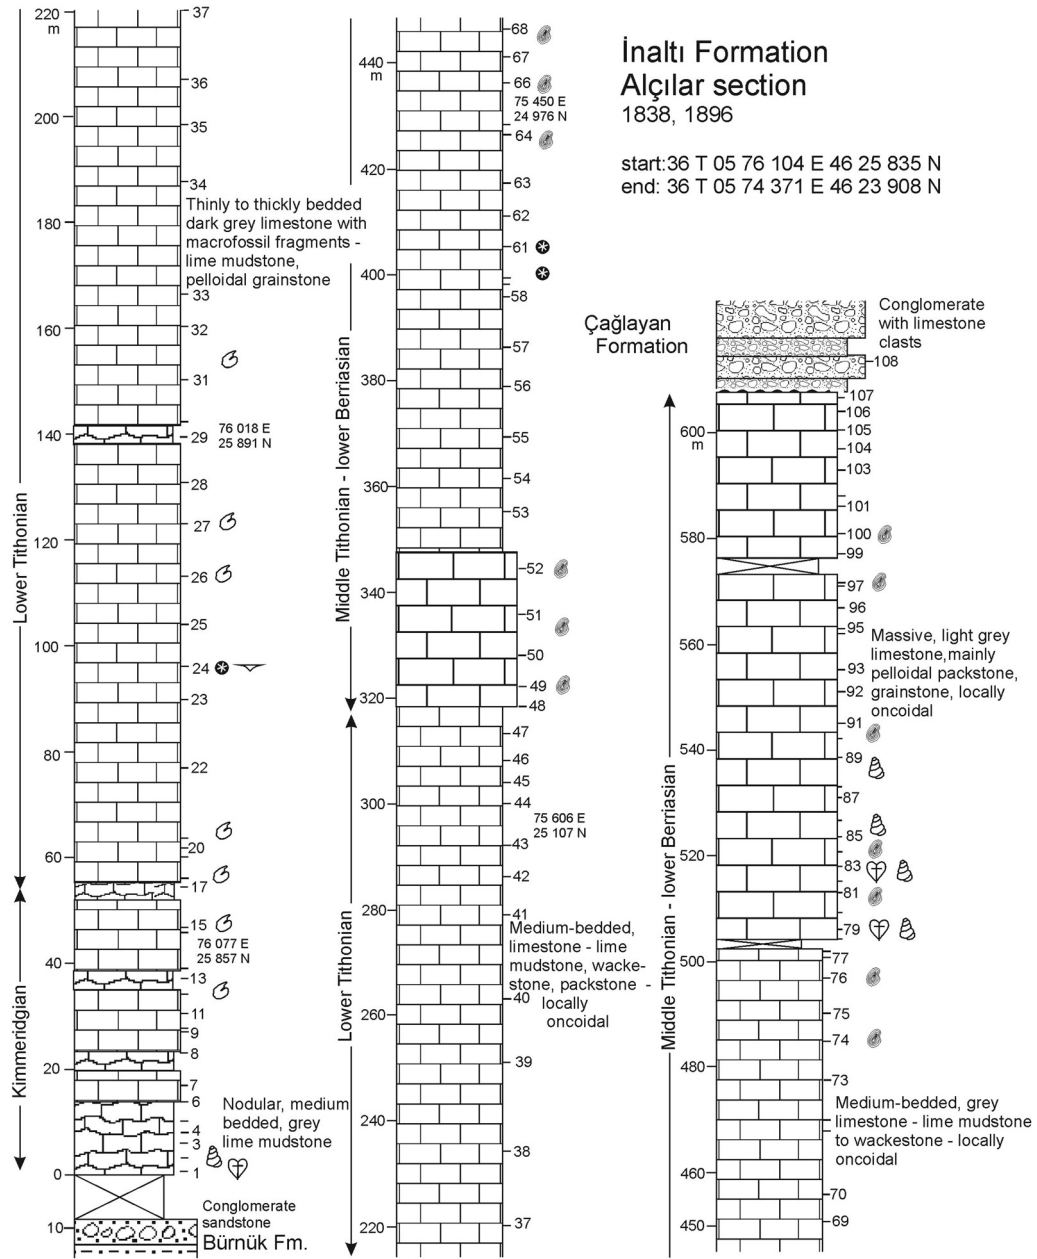 İnaltı Formation
Alçılar section
1838, 1896
start:36 T 05 76 104 E 46 25 835 N
end: 36 T 05 74 371 E 46 23 908 N
220
m
200
180
160
140
120
100
80
60
40
20
0
10
Lower Tithonian
Kimmeridgian
37
36
35
34
Thinly to thickly bedded
dark grey limestone with
macrofossil fragments -
lime mudstone,
pelloidal grainstone
33
32
31
29
76 018 E
25 891 N
28
27
26
25
24
23
22
20
17
15
76 077 E
25 857 N
13
11
9
8
7
6
4
3
1
Nodular, medium
bedded, grey
lime mudstone
Conglomerate
sandstone
Bürnük Fm.
440
m
420
400
380
360
340
320
300
280
260
240
220
Middle Tithonian - lower Berriasian
Lower Tithonian
68
67
66
75 450 E
24 976 N
64
63
62
61
58
57
56
55
54
53
52
51
50
49
48
47
46
45
44
75 606 E
25 107 N
43
42
41
Medium-bedded,
limestone - lime
mudstone, wacke-
stone, packstone -
locally
oncoidal
40
39
38
37
Çağlayan
Formation
Conglomerate
with limestone
clasts
108
600
m
580
560
540
520
500
480
460
450
Middle Tithonian - lower Berriasian
107
106
105
104
103
101
100
99
97
96
95
Massive, light grey
limestone,mainly
pelloidal packstone,
grainstone, locally
oncoidal
93
92
91
89
87
85
83
81
79
77
76
75
74
73
Medium-bedded, grey
limestone - lime mudstone
to wackestone - locally
oncoidal
70
69